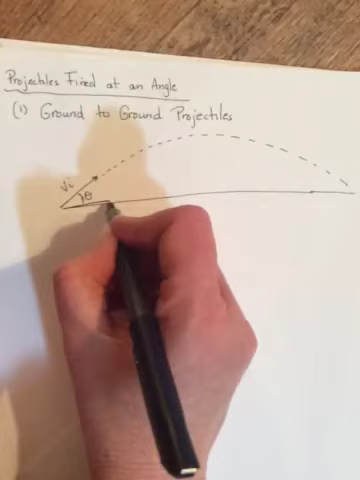 Projectiles Fired at an Angle
(1) Ground to Ground Projectiles
Vi
θ